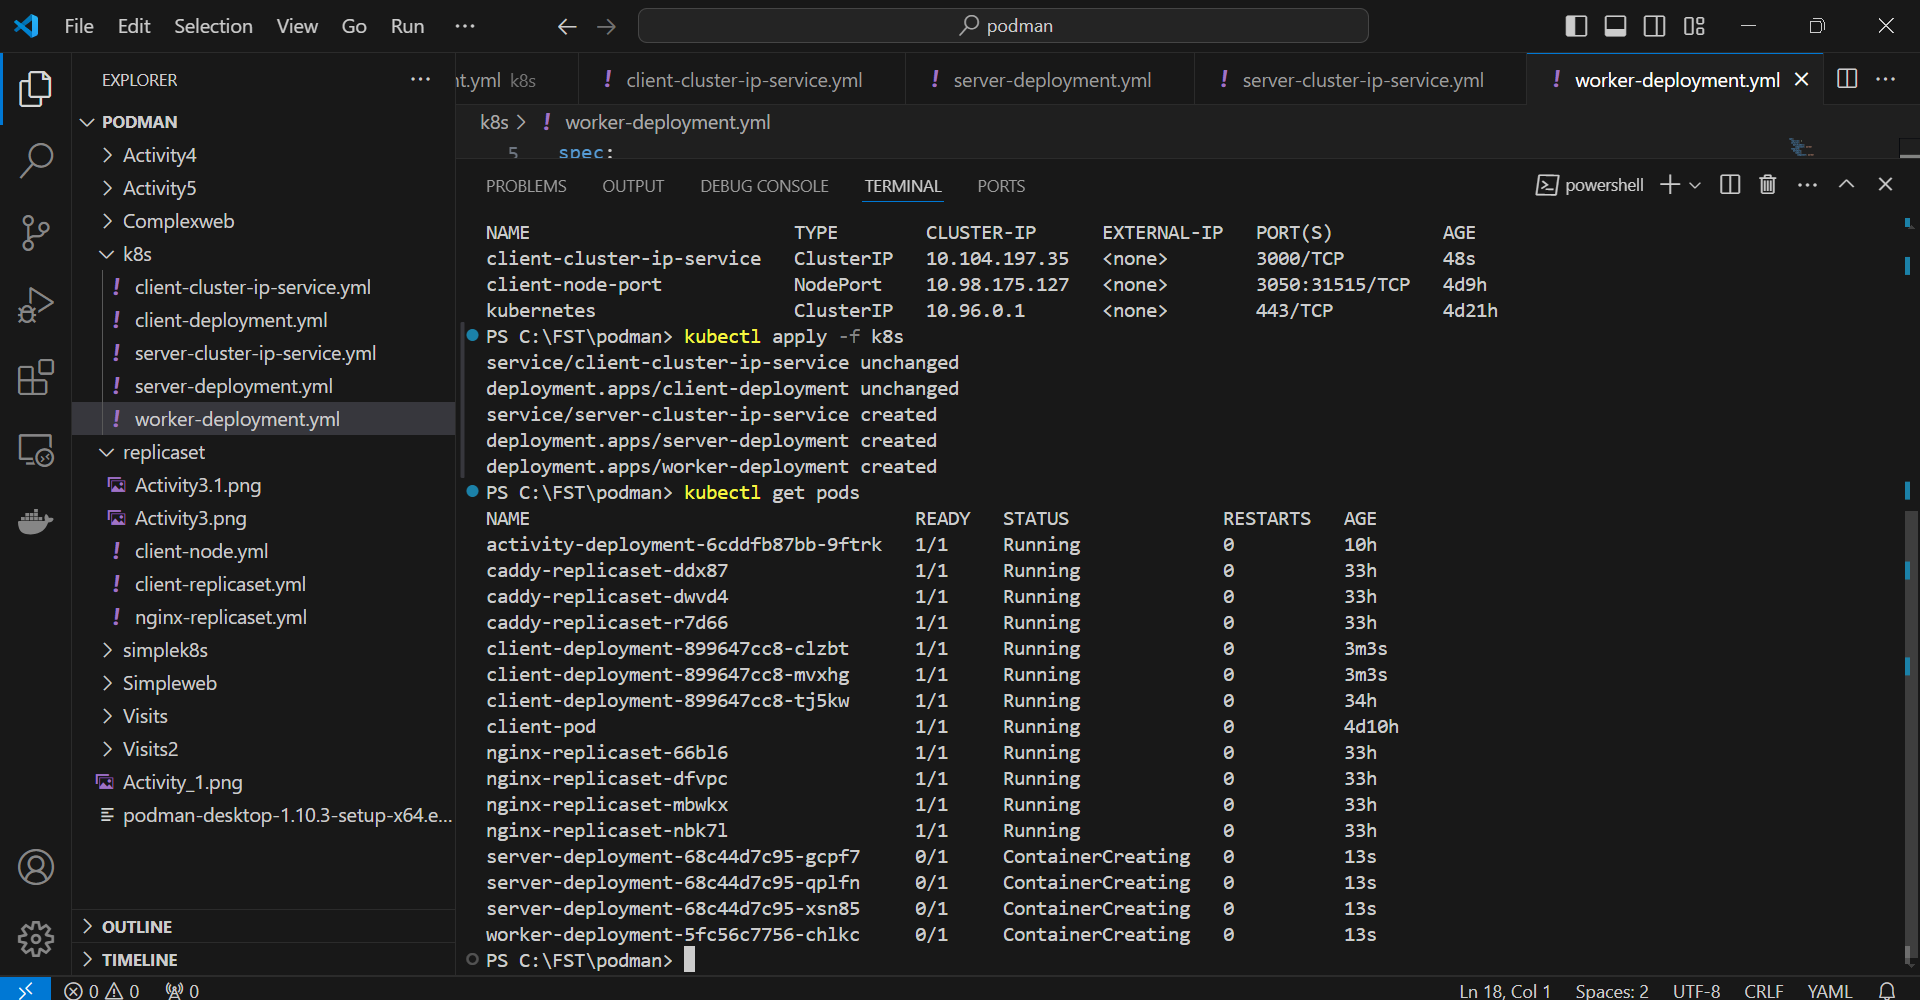 File Edit Selection View Go Run ··· podman
EXPLORER ···
PODMAN
Activity4
Activity5
Complexweb
k8s
client-cluster-ip-service.yml
client-deployment.yml
server-cluster-ip-service.yml
server-deployment.yml
worker-deployment.yml
replicaset
Activity3.1.png
Activity3.png
client-node.yml
client-replicaset.yml
nginx-replicaset.yml
simplek8s
Simpleweb
Visits
Visits2
Activity_1.png
podman-desktop-1.10.3-setup-x64.e...
OUTLINE
TIMELINE
nt.yml k8s ! client-cluster-ip-service.yml ! server-deployment.yml ! server-cluster-ip-service.yml ! worker-deployment.yml
k8s > ! worker-deployment.yml
5 spec:
PROBLEMS OUTPUT DEBUG CONSOLE TERMINAL PORTS powershell
NAME TYPE CLUSTER-IP EXTERNAL-IP PORT(S) AGE
client-cluster-ip-service ClusterIP 10.104.197.35 <none> 3000/TCP 48s
client-node-port NodePort 10.98.175.127 <none> 3050:31515/TCP 4d9h
kubernetes ClusterIP 10.96.0.1 <none> 443/TCP 4d21h
PS C:\FST\podman> kubectl apply -f k8s
service/client-cluster-ip-service unchanged
deployment.apps/client-deployment unchanged
service/server-cluster-ip-service created
deployment.apps/server-deployment created
deployment.apps/worker-deployment created
PS C:\FST\podman> kubectl get pods
NAME READY STATUS RESTARTS AGE
activity-deployment-6cddfb87bb-9ftrk 1/1 Running 0 10h
caddy-replicaset-ddx87 1/1 Running 0 33h
caddy-replicaset-dwvd4 1/1 Running 0 33h
caddy-replicaset-r7d66 1/1 Running 0 33h
client-deployment-899647cc8-clzbt 1/1 Running 0 3m3s
client-deployment-899647cc8-mvxhg 1/1 Running 0 3m3s
client-deployment-899647cc8-tj5kw 1/1 Running 0 34h
client-pod 1/1 Running 0 4d10h
nginx-replicaset-66bl6 1/1 Running 0 33h
nginx-replicaset-dfvpc 1/1 Running 0 33h
nginx-replicaset-mbwkx 1/1 Running 0 33h
nginx-replicaset-nbk7l 1/1 Running 0 33h
server-deployment-68c44d7c95-gcpf7 0/1 ContainerCreating 0 13s
server-deployment-68c44d7c95-qplfn 0/1 ContainerCreating 0 13s
server-deployment-68c44d7c95-xsn85 0/1 ContainerCreating 0 13s
worker-deployment-5fc56c7756-chlkc 0/1 ContainerCreating 0 13s
PS C:\FST\podman>
0 0 0 Ln 18, Col 1 Spaces: 2 UTF-8 CRLF YAML